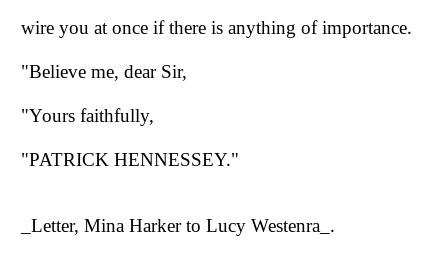 wire you at once if there is anything of importance.
"Believe me, dear Sir,
"Yours faithfully,
"PATRICK HENNESSEY."
_Letter, Mina Harker to Lucy Westenra_.